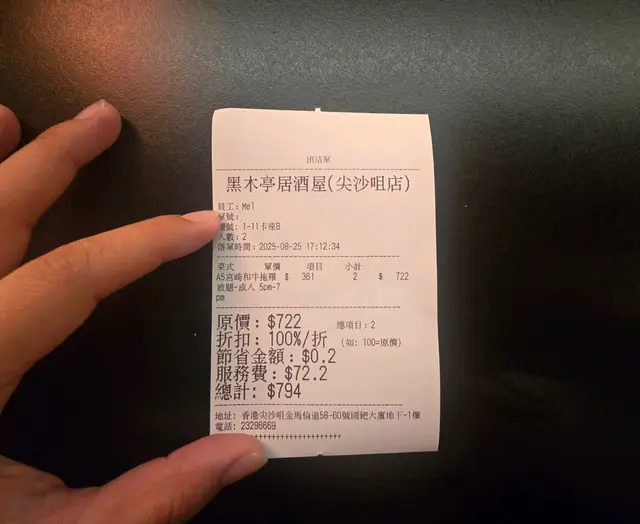 預結單
黑木亭居酒屋(尖沙咀店)
員工: Mel
單號:
號: 1-11卡座B
人數: 2
落單時間: 2025-08-25 17:12:34
菜式 單價 項目 小計
A5宮崎和牛拖羅 $ 361 2 $ 722
放題-成人 5pm-7
pm
原價: $722 總項目: 2
折扣: 100%/折 (如: 100=原價)
節省金額: $0.2
服務費: $72.2
總計: $794
地址: 香港尖沙咀金馬倫道58-60號國鈀大廈地下-1樓
電話: 23296669